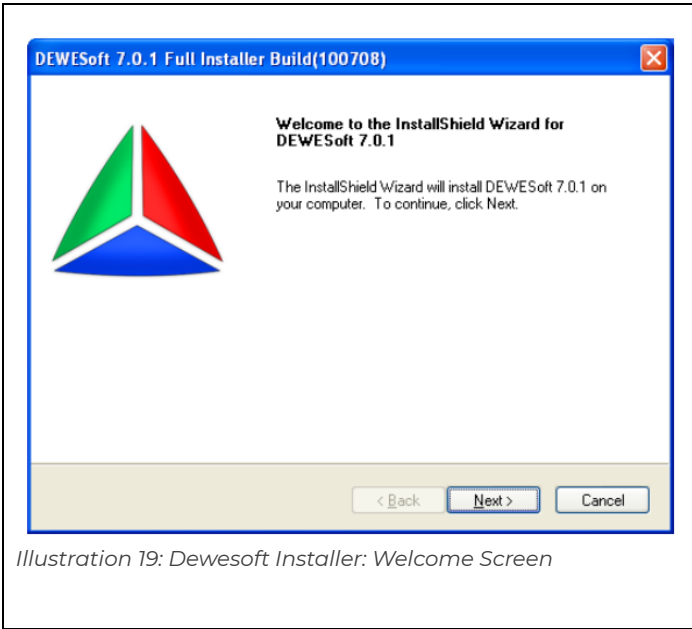 DEWESoft 7.0.1 Full Installer Build(100708)
Welcome to the InstallShield Wizard for
DEWESoft 7.0.1
The InstallShield Wizard will install DEWESoft 7.0.1 on
your computer. To continue, click Next.
< Back Next > Cancel
Illustration 19: Dewesoft Installer: Welcome Screen